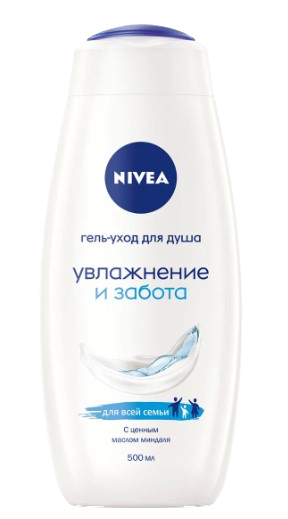 NIVEA
гель-уход для душа
увлажнение
и забота
для всей семьи
С ценным
маслом миндаля
500 мл